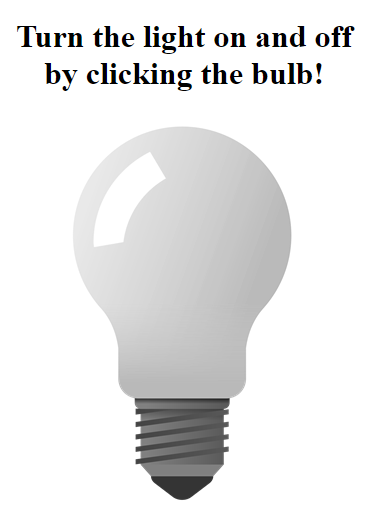 Turn the light on and off
by clicking the bulb!